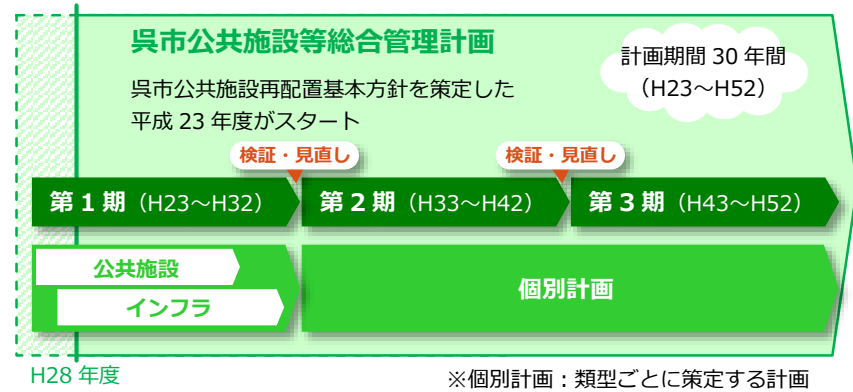 呉市公共施設等総合管理計画
計画期間 30 年間
（H23～H52）
呉市公共施設再配置基本方針を策定した
平成 23 年度がスタート
検証・見直し
検証・見直し
第 1 期（H23～H32）
第 2 期（H33～H42）
第 3 期（H43～H52）
公共施設
インフラ
個別計画
H28 年度
※個別計画：類型ごとに策定する計画